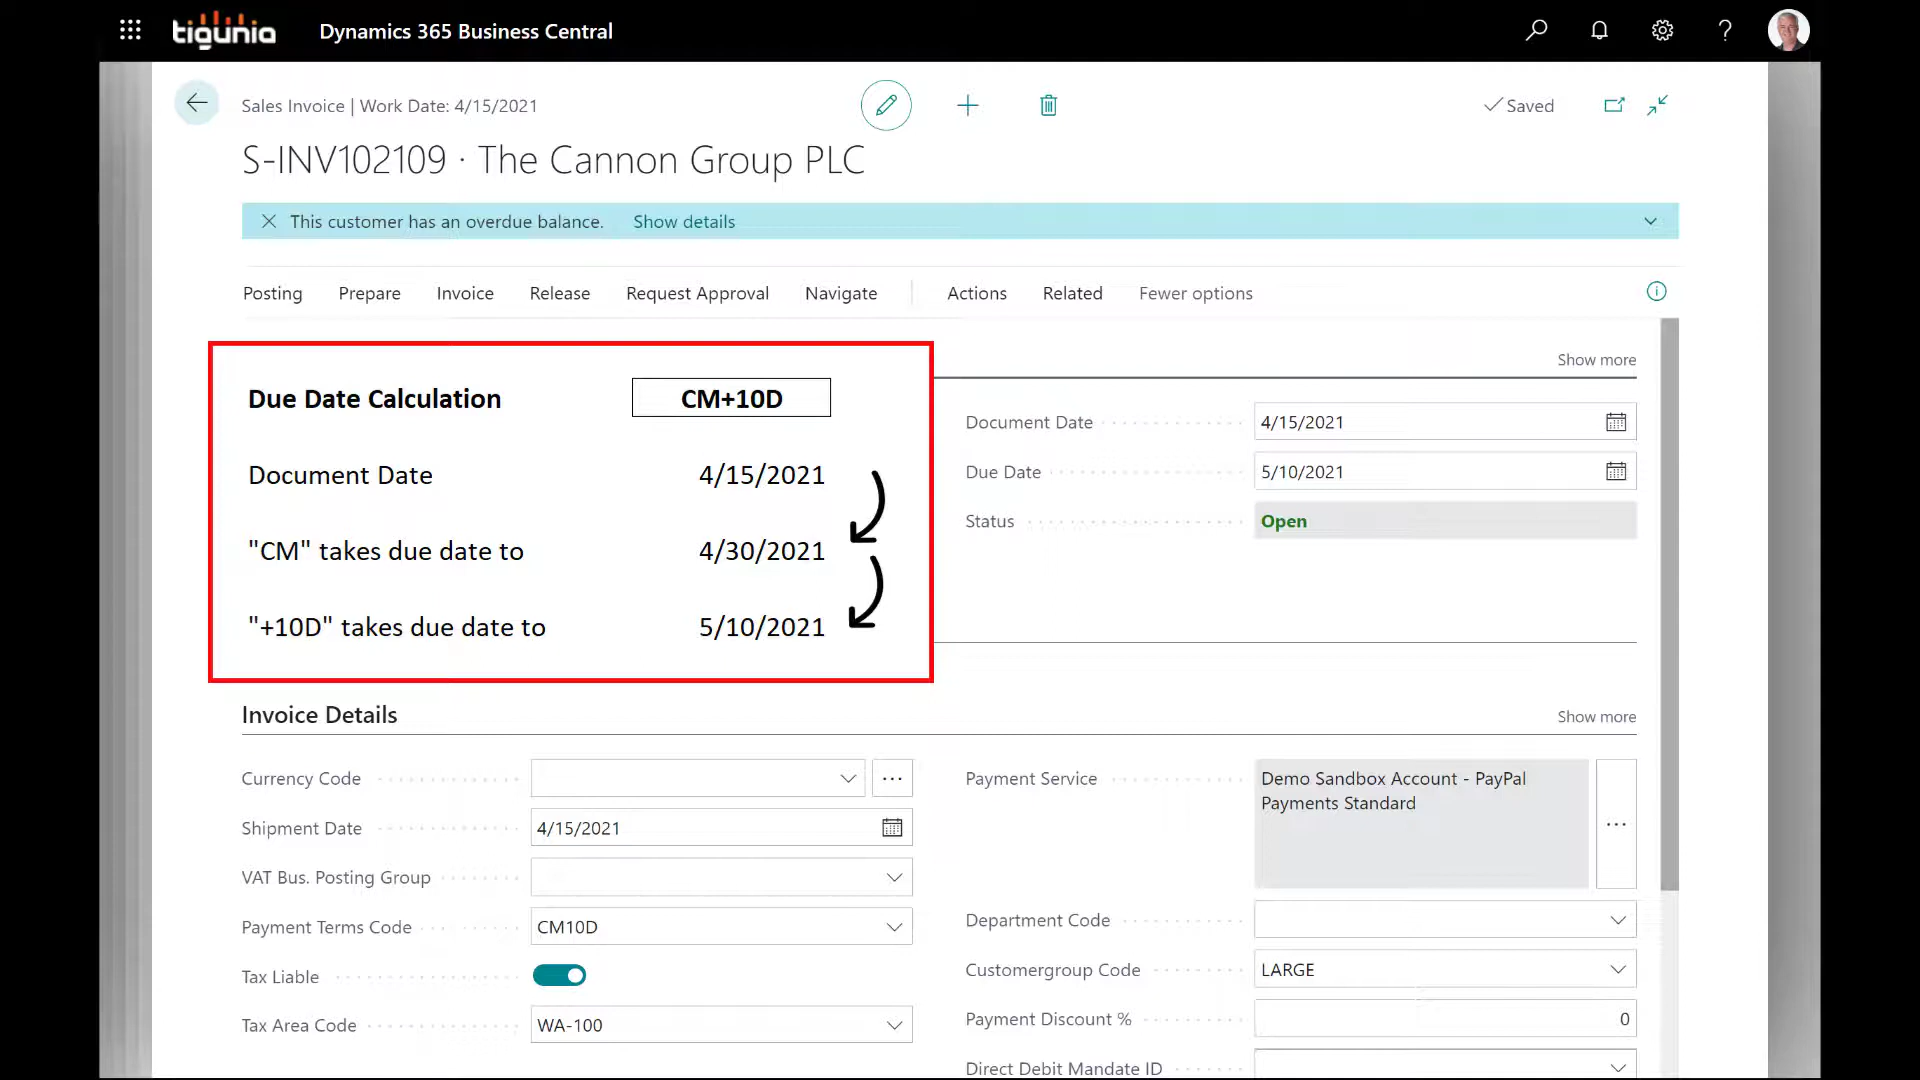 tigunia
Dynamics 365 Business Central
?
Sales Invoice | Work Date: 4/15/2021
Saved
S-INV102109 · The Cannon Group PLC
This customer has an overdue balance. Show details
Posting Prepare Invoice Release Request Approval Navigate Actions Related Fewer options
Show more
Due Date Calculation CM+10D
Document Date 4/15/2021
"CM" takes due date to 4/30/2021
"+10D" takes due date to 5/10/2021
Document Date 4/15/2021
Due Date 5/10/2021
Status Open
Invoice Details Show more
Currency Code
Shipment Date 4/15/2021
VAT Bus. Posting Group
Payment Terms Code CM10D
Tax Liable
Tax Area Code WA-100
Payment Service Demo Sandbox Account - PayPal
Payments Standard
Department Code
Customergroup Code LARGE
Payment Discount % 0
Direct Debit Mandate ID